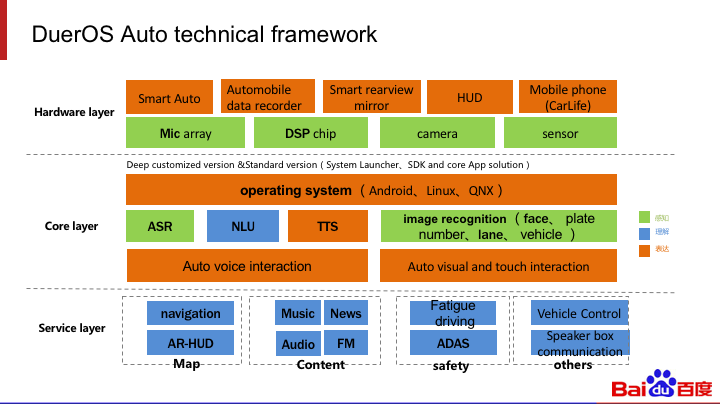 DuerOS Auto technical framework
Hardware layer
Smart Auto
Automobile
data recorder
Smart rearview
mirror
HUD
Mobile phone
(CarLife)
Mic array
DSP chip
camera
sensor
Deep customized version &Standard version ( System Launcher、SDK and core App solution )
Core layer
operating system ( Android、Linux、QNX )
ASR
NLU
TTS
image recognition ( face、 plate
number、 lane、 vehicle )
Auto voice interaction
Auto visual and touch interaction
感知
理解
表达
Service layer
navigation
AR-HUD
Map
Music
News
Audio
FM
Content
Fatigue
driving
ADAS
safety
Vehicle Control
Speaker box
communication
others
Bai du 百度